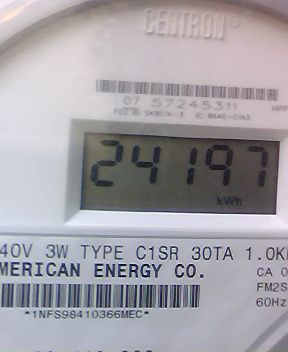 CENTRON®
07 57245311
24197
kWh
40V 3W TYPE C1SR 30TA 1.0K
MERICAN ENERGY CO.
CA 0
FM2S
60Hz
*1NFS98410366MEC*